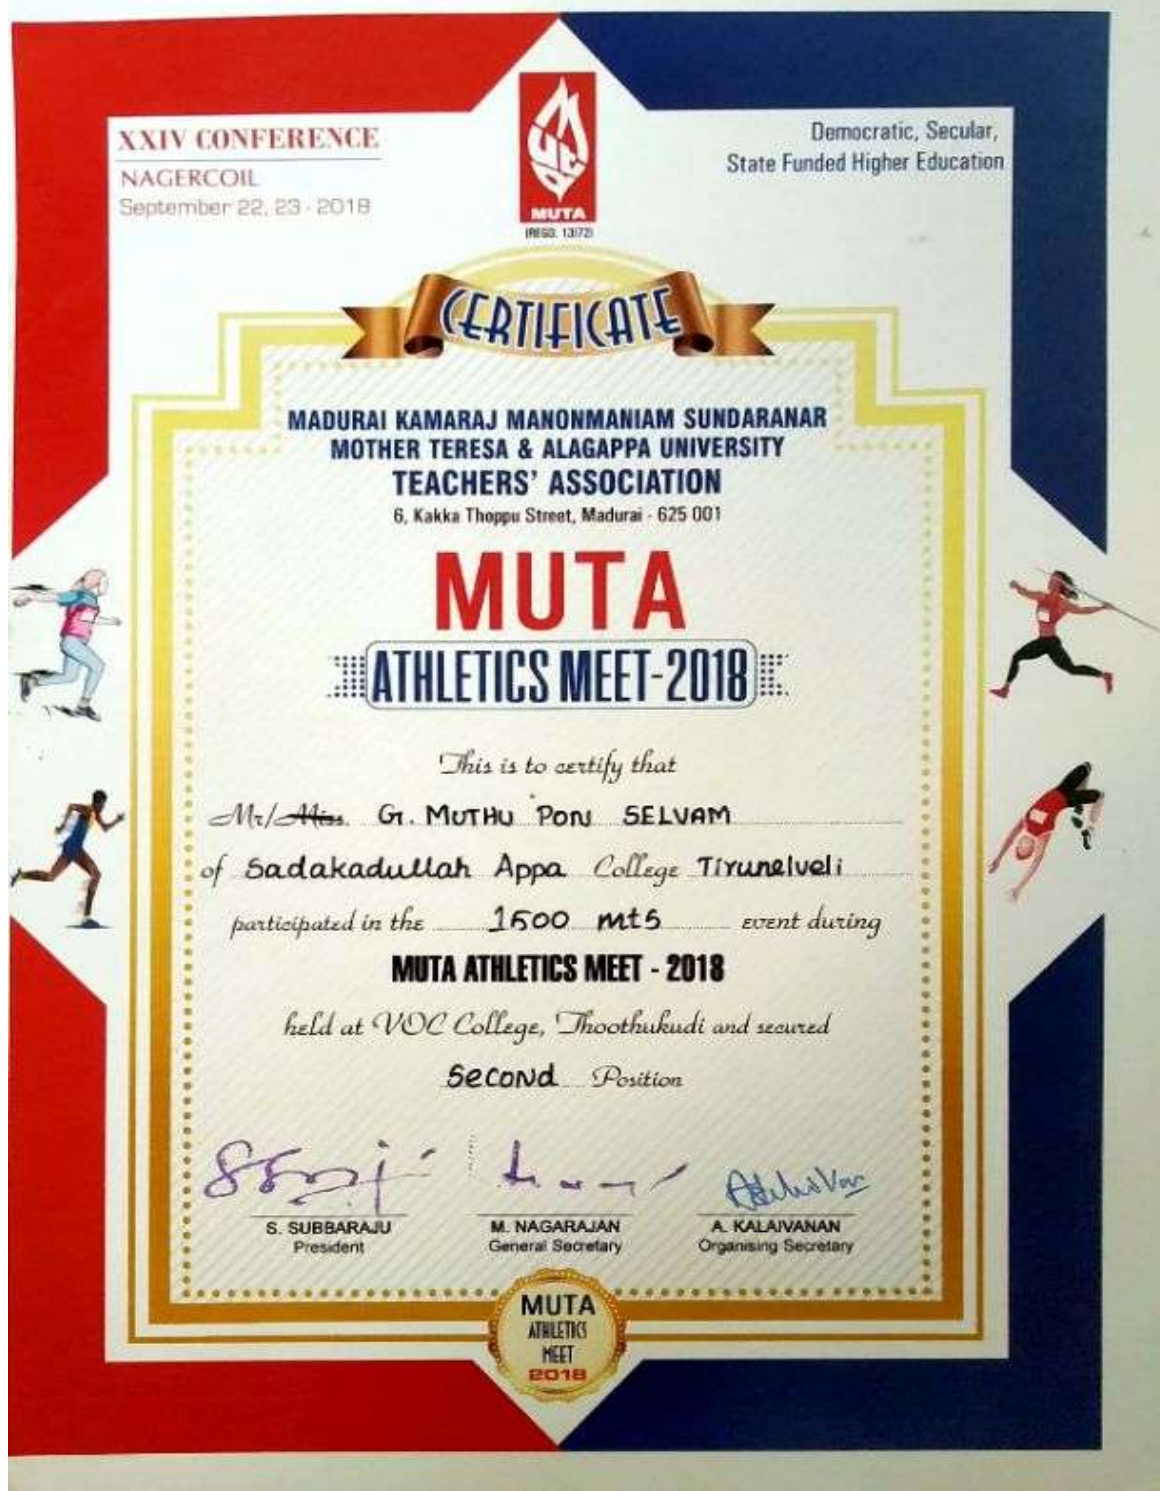 XXIV CONFERENCE
NAGERCOIL
September 22, 23 - 2018
MUTA
(REGD. 13/72)
Democratic, Secular,
State Funded Higher Education
CERTIFICATE
MADURAI KAMARAJ MANONMANIAM SUNDARANAR
MOTHER TERESA & ALAGAPPA UNIVERSITY
TEACHERS' ASSOCIATION
6, Kakka Thoppu Street, Madurai - 625 001
MUTA
ATHLETICS MEET-2018
This is to certify that
Mr/Miss. G. MUTHU PON SELVAM
of Sadakadullah Appa College Tirunelveli
participated in the 1500 mts event during
MUTA ATHLETICS MEET - 2018
held at VOC College, Thoothukudi and secured
Second Position
S. SUBBARAJU
President
M. NAGARAJAN
General Secretary
A. KALAIVANAN
Organising Secretary
MUTA
ATHLETICS
MEET
2018